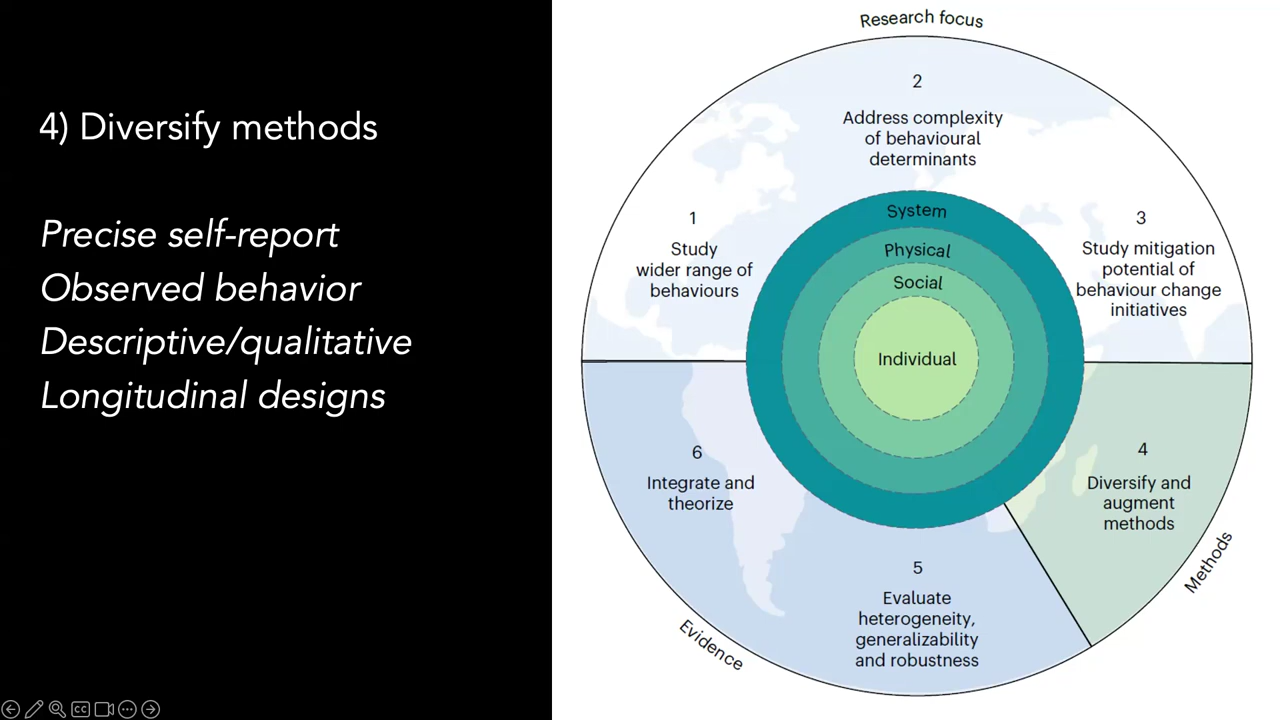 4) Diversify methods
Precise self-report
Observed behavior
Descriptive/qualitative
Longitudinal designs
Research focus
2
Address complexity
of behavioural
determinants
1
Study
wider range of
behaviours
3
Study mitigation
potential of
behaviour change
initiatives
System
Physical
Social
Individual
6
Integrate and
theorize
4
Diversify and
augment
methods
5
Evaluate
heterogeneity,
generalizability
and robustness
Evidence
Methods
CC